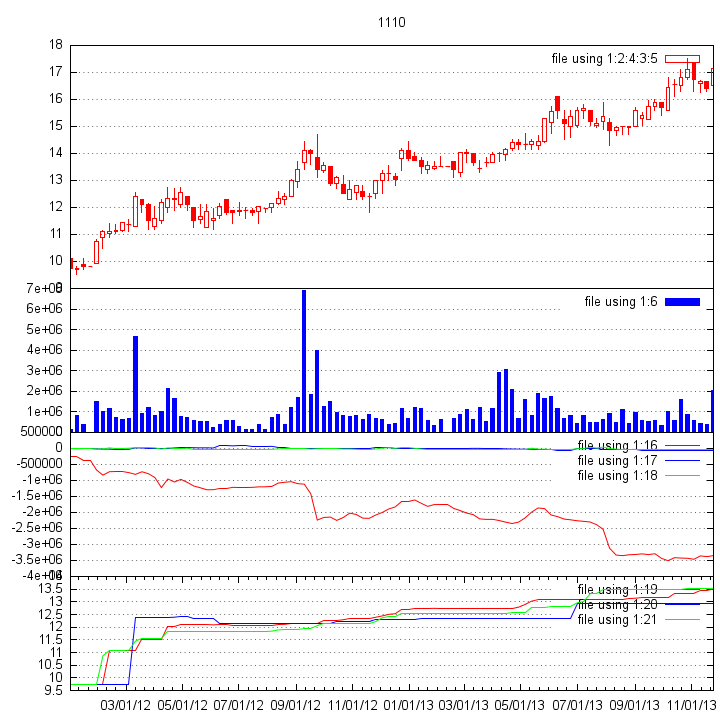 1110
18
file using 1:2:4:3:5
17
16
15
14
13
12
11
10
9
7e+06
file using 1:6
6e+06
5e+06
4e+06
3e+06
2e+06
1e+06
500000
0
file using 1:16
-500000
file using 1:17
-1e+06
file using 1:18
-1.5e+06
-2e+06
-2.5e+06
-3e+06
-3.5e+06
-4e+06
14
13.5
file using 1:19
13
file using 1:20
12.5
file using 1:21
12
11.5
11
10.5
10
9.5
03/01/12 05/01/12 07/01/12 09/01/12 11/01/12 01/01/13 03/01/13 05/01/13 07/01/13 09/01/13 11/01/13